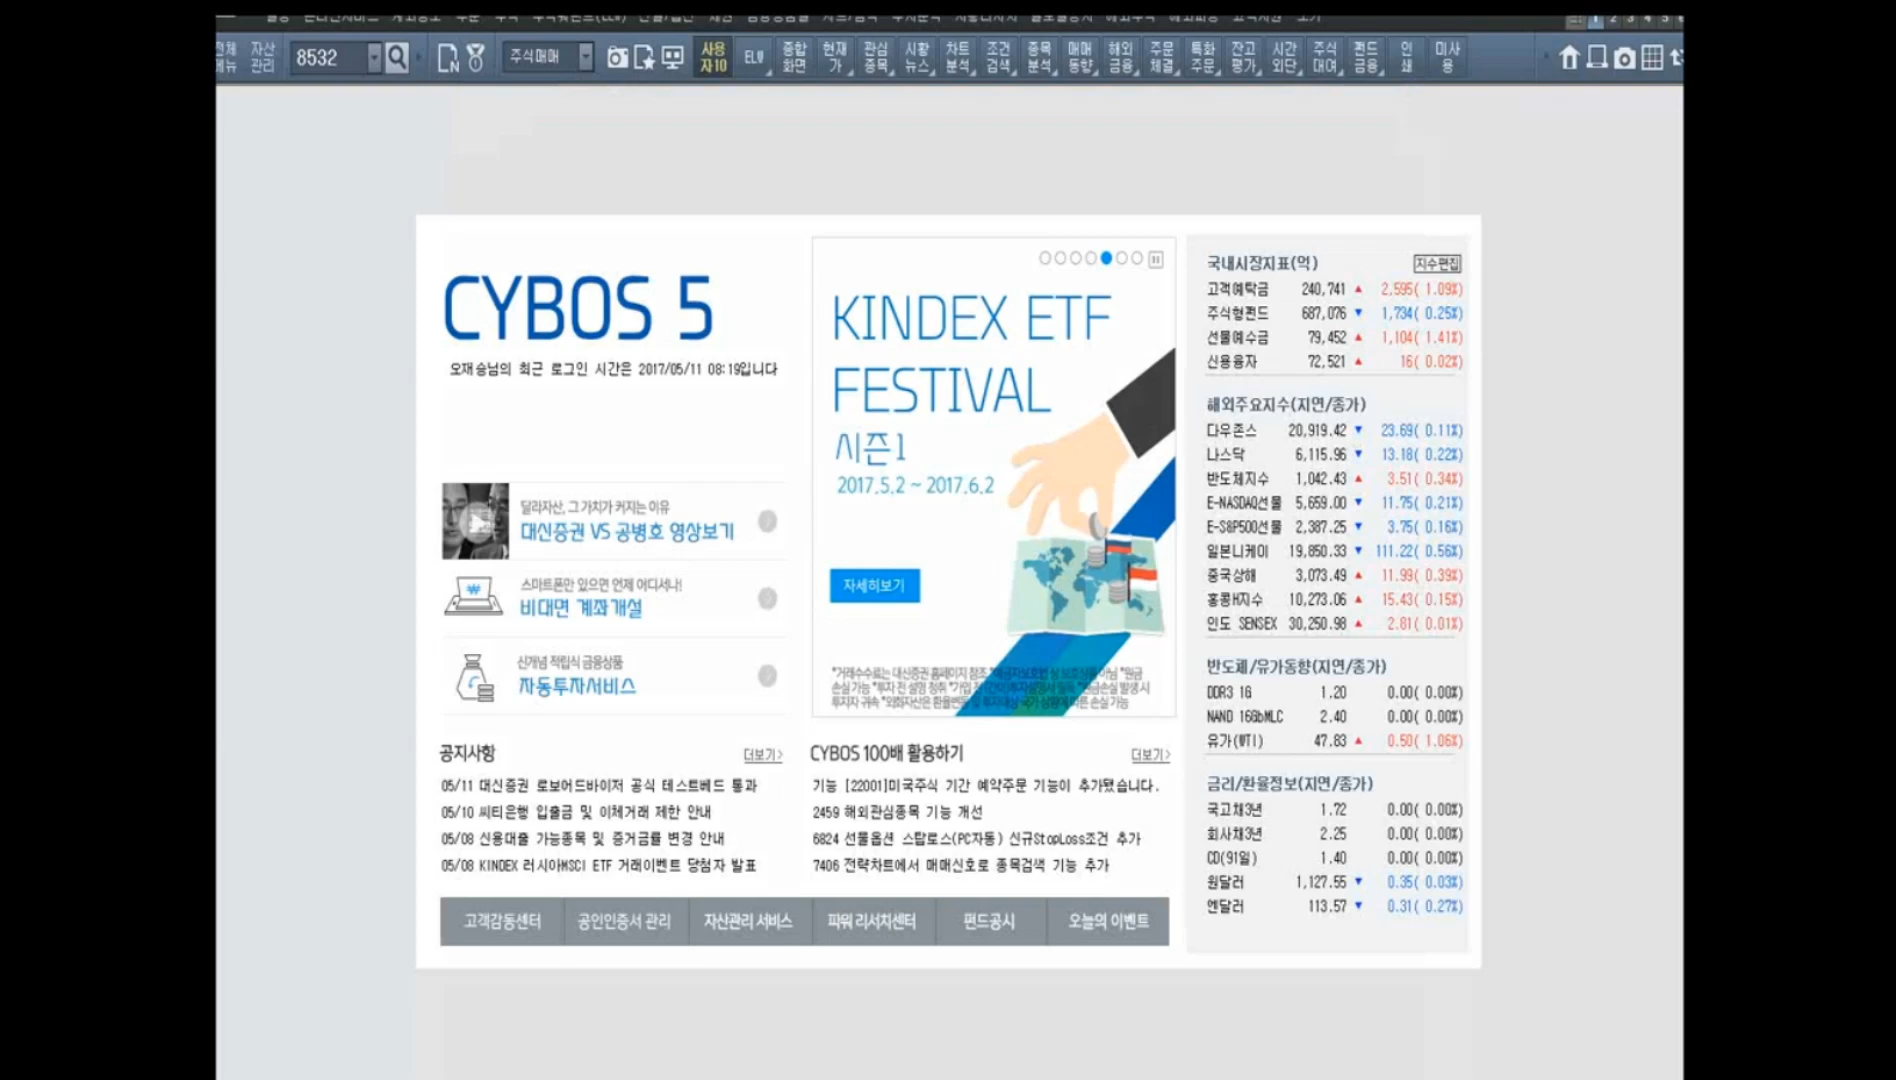 전체
메뉴
자산
관리
8532
주식매매
사용
자10
ELW
종합
화면
현재
가
관심
종목
시황
뉴스
차트
분석
조건
검색
종목
분석
매매
동향
해외
금융
주문
체결
특화
주문
잔고
평가
시간
외단
주식
대여
펀드
금융
인
쇄
미사
용
CYBOS 5
오재승님의 최근 로그인 시간은 2017/05/11 08:19입니다
달라자산, 그 가치가 커지는 이유
대신증권 VS 공병호 영상보기
스마트폰만 있으면 언제 어디서나!
비대면 계좌개설
신개념 적립식 금융상품
자동투자서비스
KINDEX ETF
FESTIVAL
시즌1
2017.5.2 ~ 2017.6.2
자세히보기
*거래수수료는 대신증권 홈페이지 참조
공지사항 더보기>
05/11 대신증권 로보어드바이저 공식 테스트베드 통과
05/10 씨티은행 입출금 및 이체거래 제한 안내
05/08 신용대출 가능종목 및 증거금률 변경 안내
05/08 KINDEX 러시아MSCI ETF 거래이벤트 당첨자 발표
CYBOS 100배 활용하기 더보기>
기능 [22001]미국주식 기간 예약주문 기능이 추가됐습니다.
2459 해외관심종목 기능 개선
6824 선물옵션 스탑로스(PC자동) 신규StopLoss조건 추가
7406 전략차트에서 매매신호로 종목검색 기능 추가
고객감동센터 공인인증서 관리 자산관리 서비스 파워 리서치센터 펀드공시 오늘의 이벤트
국내시장지표(억) 지수편집
고객예탁금 240,741 ▲ 2,595( 1.09%)
주식형펀드 687,076 ▼ 1,734( 0.25%)
선물예수금 79,452 ▲ 1,104( 1.41%)
신용융자 72,521 ▲ 16( 0.02%)
해외주요지수(지연/종가)
다우존스 20,919.42 ▼ 23.69( 0.11%)
나스닥 6,115.96 ▼ 13.18( 0.22%)
반도체지수 1,042.43 ▲ 3.51( 0.34%)
E-NASDAQ선물 5,659.00 ▼ 11.75( 0.21%)
E-S&P500선물 2,387.25 ▼ 3.75( 0.16%)
일본니케이 19,850.33 ▼ 111.22( 0.56%)
중국상해 3,073.49 ▲ 11.99( 0.39%)
홍콩H지수 10,273.06 ▲ 15.43( 0.15%)
인도 SENSEX 30,250.98 ▲ 2.81( 0.01%)
반도체/유가동향(지연/종가)
DDR3 1G 1.20 0.00( 0.00%)
NAND 16GbMLC 2.40 0.00( 0.00%)
유가(WTI) 47.83 ▲ 0.50( 1.06%)
금리/환율정보(지연/종가)
국고채3년 1.72 0.00( 0.00%)
회사채3년 2.25 0.00( 0.00%)
CD(91일) 1.40 0.00( 0.00%)
원달러 1,127.55 ▼ 0.35( 0.03%)
엔달러 113.57 ▼ 0.31( 0.27%)